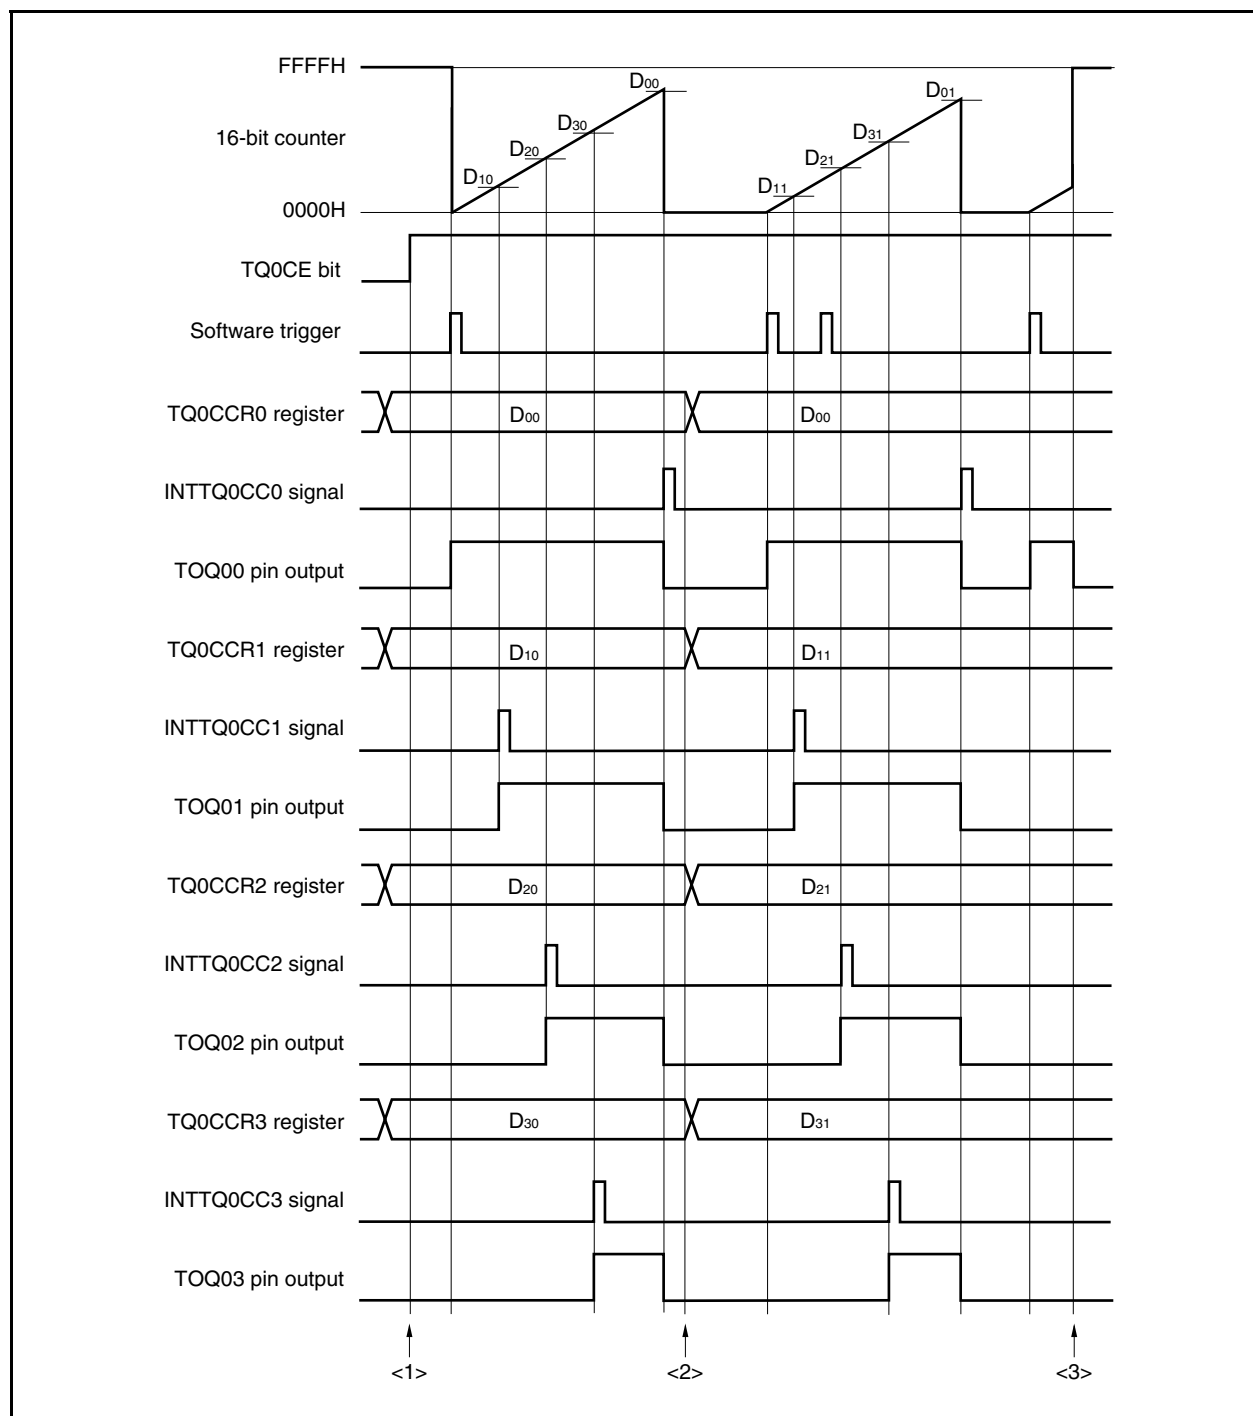 FFFFH
16-bit counter
0000H
D00
D30
D20
D10
D01
D31
D21
D11
TQ0CE bit
Software trigger
TQ0CCR0 register
D00
D00
INTTQ0CC0 signal
TOQ00 pin output
TQ0CCR1 register
D10
D11
INTTQ0CC1 signal
TOQ01 pin output
TQ0CCR2 register
D20
D21
INTTQ0CC2 signal
TOQ02 pin output
TQ0CCR3 register
D30
D31
INTTQ0CC3 signal
TOQ03 pin output
<1>
<2>
<3>